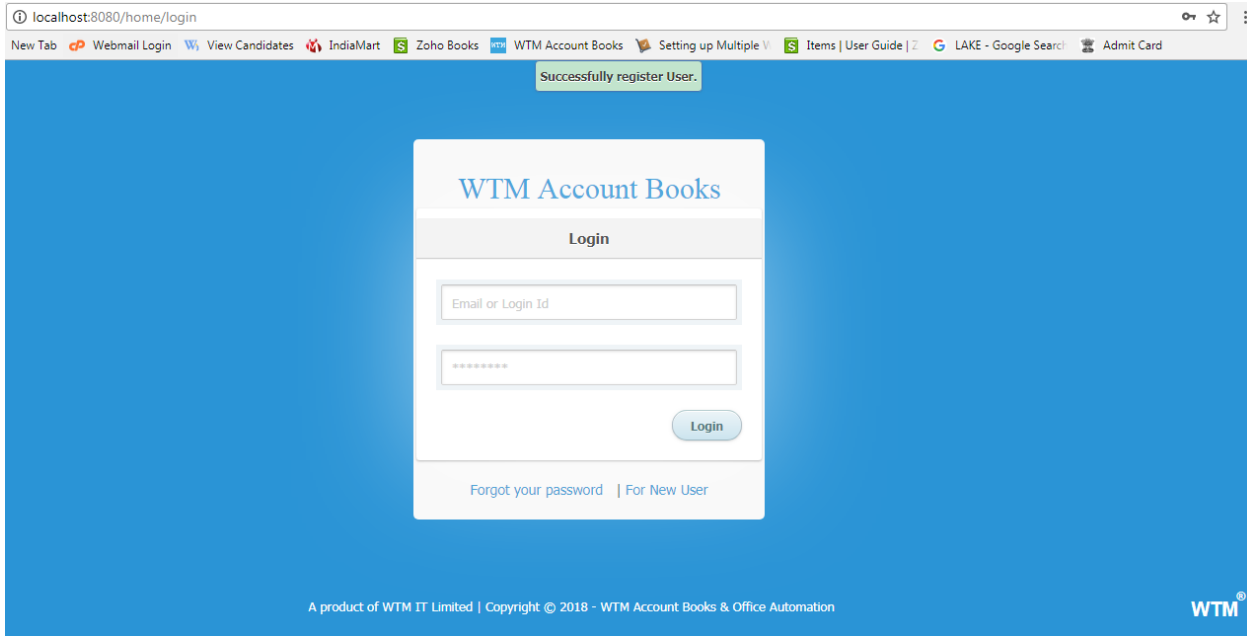 localhost:8080/home/login
New Tab cP Webmail Login W View Candidates IndiaMart S Zoho Books WTM WTM Account Books Setting up Multiple S Items | User Guide | Z G LAKE - Google Search Admit Card
Successfully register User.
WTM Account Books
Login
Email or Login Id
********
Login
Forgot your password | For New User
A product of WTM IT Limited | Copyright © 2018 - WTM Account Books & Office Automation
WTM®